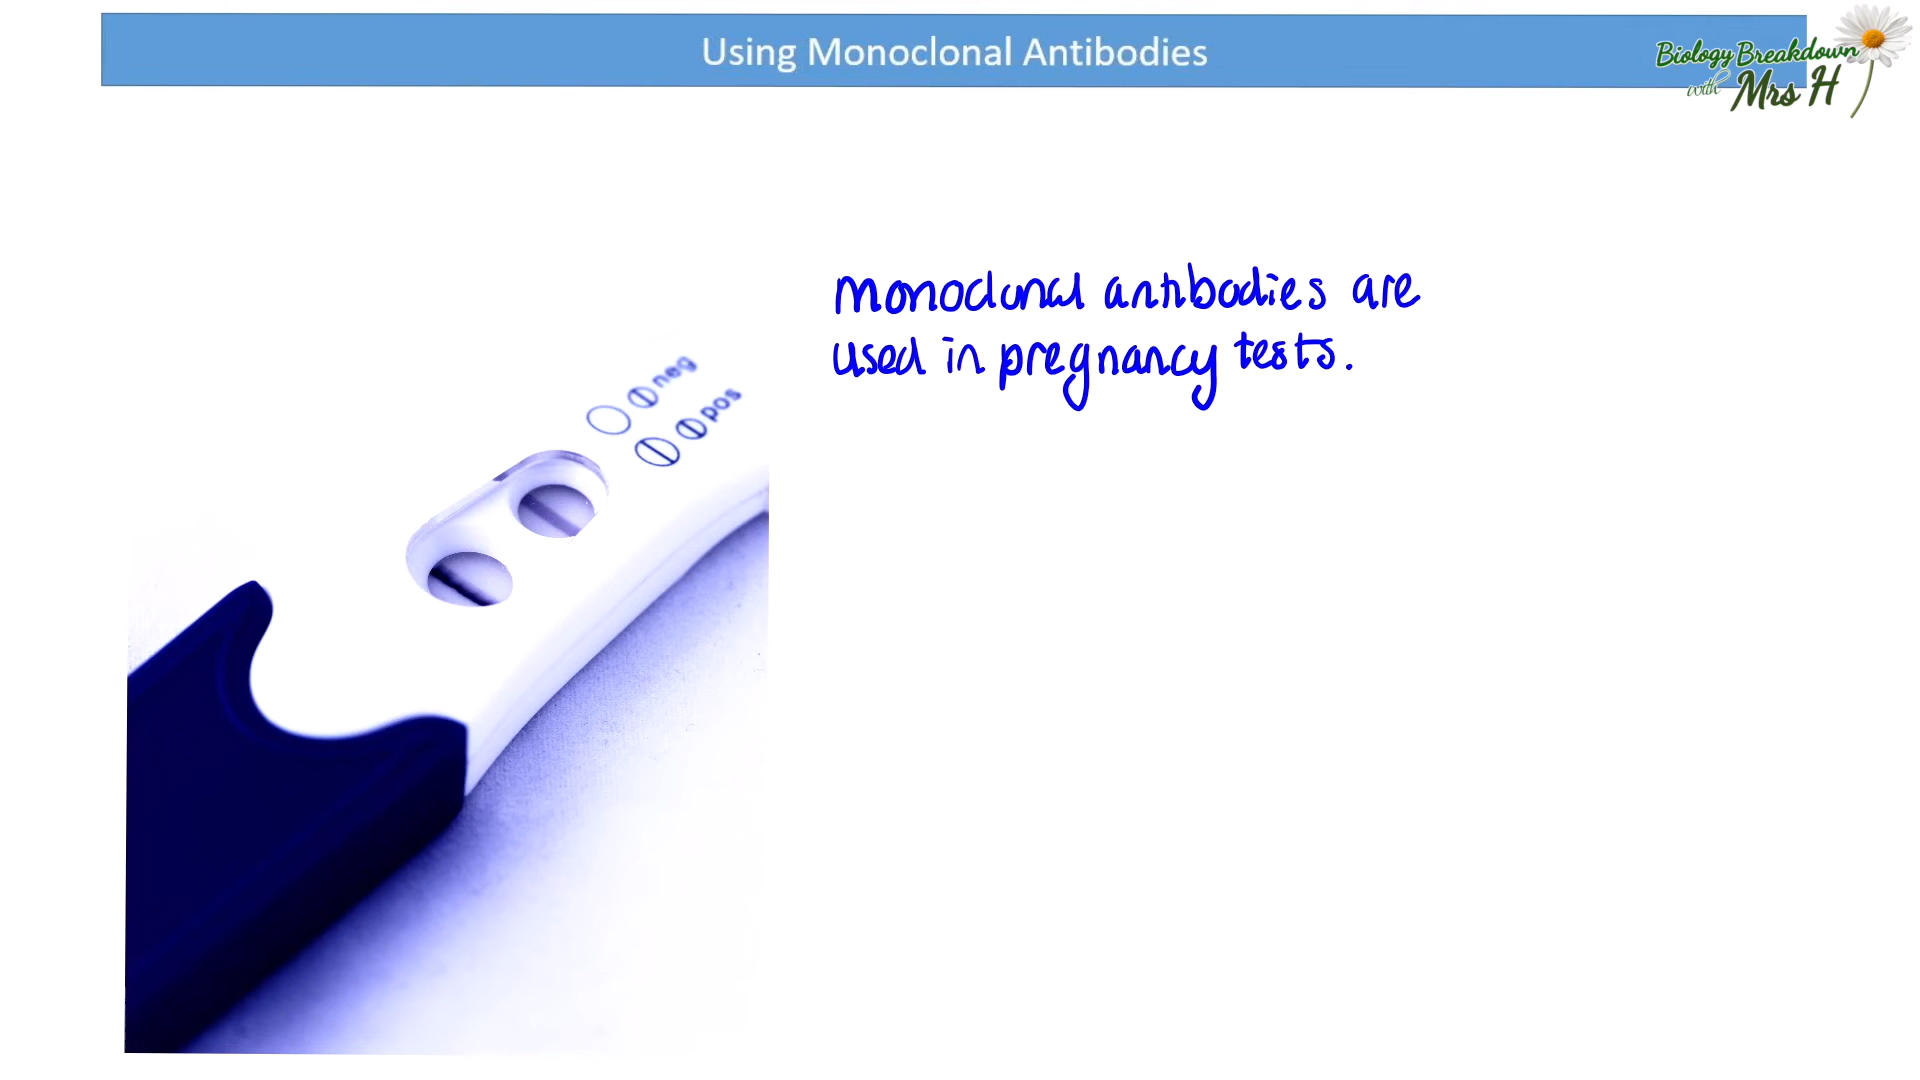 Using Monoclonal Antibodies
Biology Breakdown
with Mrs H
monoclonal antibodies are
used in pregnancy tests.
neg
pos